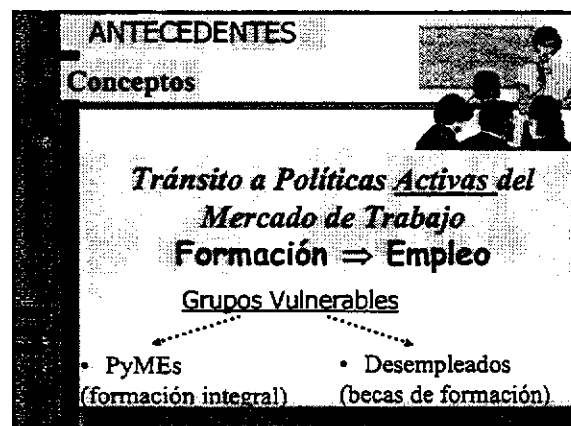 ANTECEDENTES
Conceptos
Tránsito a Políticas Activas del
Mercado de Trabajo
Formación ⇒ Empleo
Grupos Vulnerables
• PyMEs
(formación integral)
• Desempleados
(becas de formación)